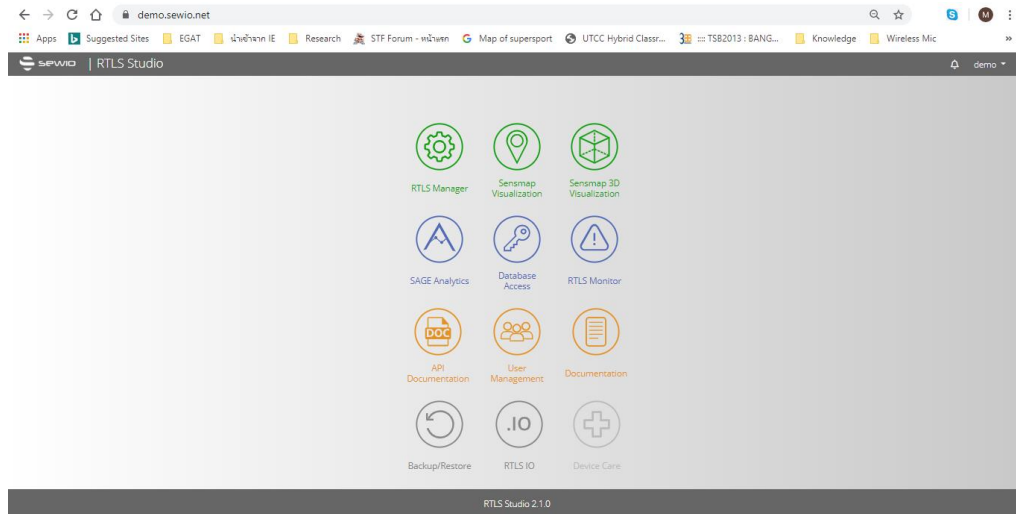 demo.sewio.net
M
Apps
Suggested Sites
EGAT
นำเข้าจาก IE
Research
STF Forum - หน้าแรก
Map of supersport
UTCC Hybrid Classr...
:::: TSB2013 : BANG...
Knowledge
Wireless Mic
»
sewio | RTLS Studio
demo
RTLS Manager
Sensmap
Visualization
Sensmap 3D
Visualization
SAGE Analytics
Database
Access
RTLS Monitor
DOC
API
Documentation
User
Management
Documentation
.IO
Backup/Restore
RTLS IO
Device Care
RTLS Studio 2.1.0